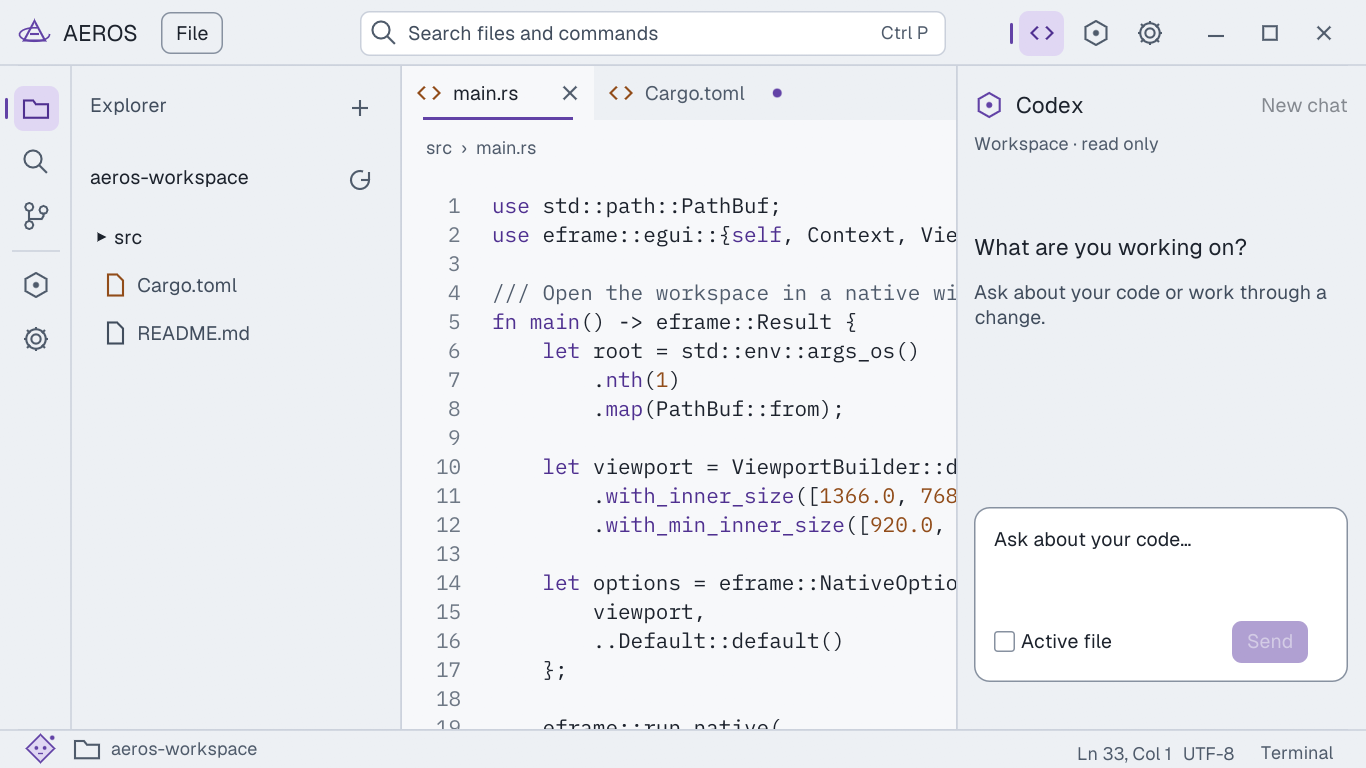 AEROS File Search files and commands Ctrl P
Explorer
aeros-workspace
src
Cargo.toml
README.md
main.rs Cargo.toml
src › main.rs
1 use std::path::PathBuf;
2 use eframe::egui::{self, Context, Vie
3
4 /// Open the workspace in a native wi
5 fn main() -> eframe::Result {
6     let root = std::env::args_os()
7         .nth(1)
8         .map(PathBuf::from);
9
10     let viewport = ViewportBuilder::d
11         .with_inner_size([1366.0, 768
12         .with_min_inner_size([920.0,
13
14     let options = eframe::NativeOptio
15         viewport,
16         ..Default::default()
17     };
18
19     eframe::run_native(
Codex New chat
Workspace · read only
What are you working on?
Ask about your code or work through a
change.
Ask about your code…
Active file Send
aeros-workspace Ln 33, Col 1 UTF-8 Terminal